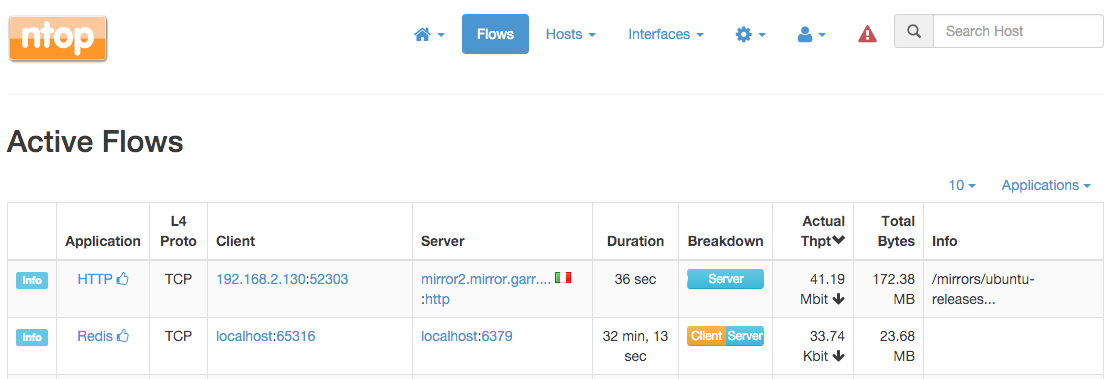 ntop
Flows
Hosts
Interfaces
Search Host
Active Flows
10
Applications
Application
L4 Proto
Client
Server
Duration
Breakdown
Actual Thpt
Total Bytes
Info
Info
HTTP
TCP
192.168.2.130:52303
mirror2.mirror.garr....
:http
36 sec
Server
41.19
Mbit
172.38
MB
/mirrors/ubuntu-
releases...
Info
Redis
TCP
localhost:65316
localhost:6379
32 min, 13
sec
Client Server
33.74
Kbit
23.68
MB